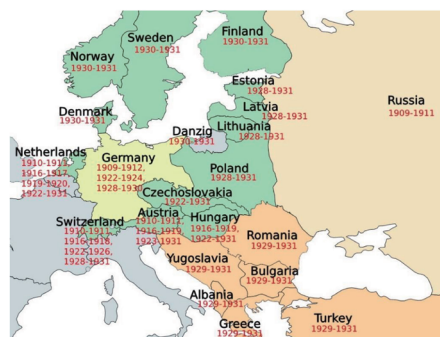 Finland
1930-1931
Sweden
1930-1931
Norway
1930-1931
Estonia
1928-1931
Russia
1909-1911
Latvia
1928-1931
Denmark
1930-1931
Lithuania
1928-1931
Danzig
1930-1931
Netherlands
1910-1913,
1916-1917,
1919-1920,
1922-1931
Germany
1909-1912,
1922-1924,
1928-1930
Poland
1928-1931
Czechoslovakia
1922-1931
Switzerland
1910-1911,
1916-1918,
1922-1926,
1928-1931
Austria
1910-1911,
1916-1919,
1923-1931
Hungary
1916-1919,
1922-1931
Romania
1929-1931
Yugoslavia
1929-1931
Bulgaria
1929-1931
Albania
1929-1931
Greece
1929-1931
Turkey
1929-1931